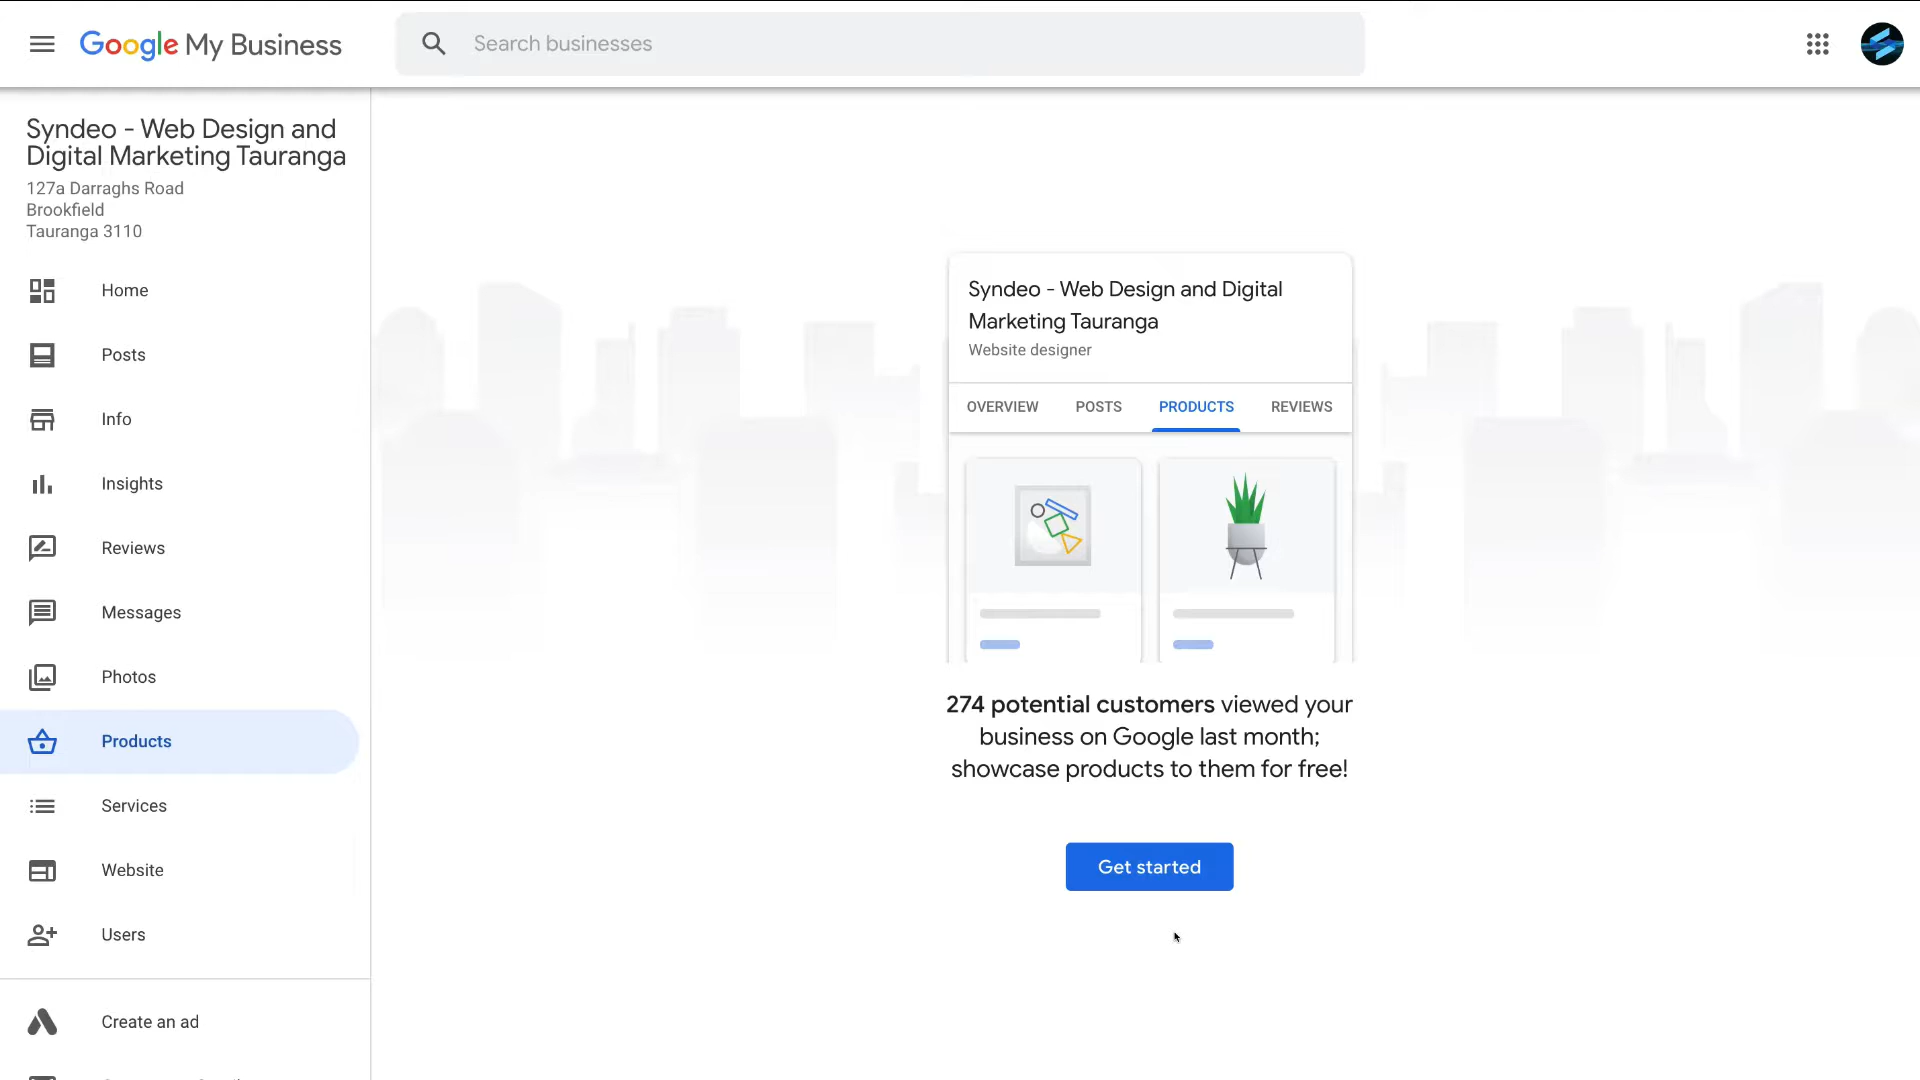 Google My Business
Search businesses
Syndeo - Web Design and
Digital Marketing Tauranga
127a Darraghs Road
Brookfield
Tauranga 3110
Home
Posts
Info
Insights
Reviews
Messages
Photos
Products
Services
Website
Users
Create an ad
Syndeo - Web Design and Digital
Marketing Tauranga
Website designer
OVERVIEW POSTS PRODUCTS REVIEWS
274 potential customers viewed your
business on Google last month;
showcase products to them for free!
Get started